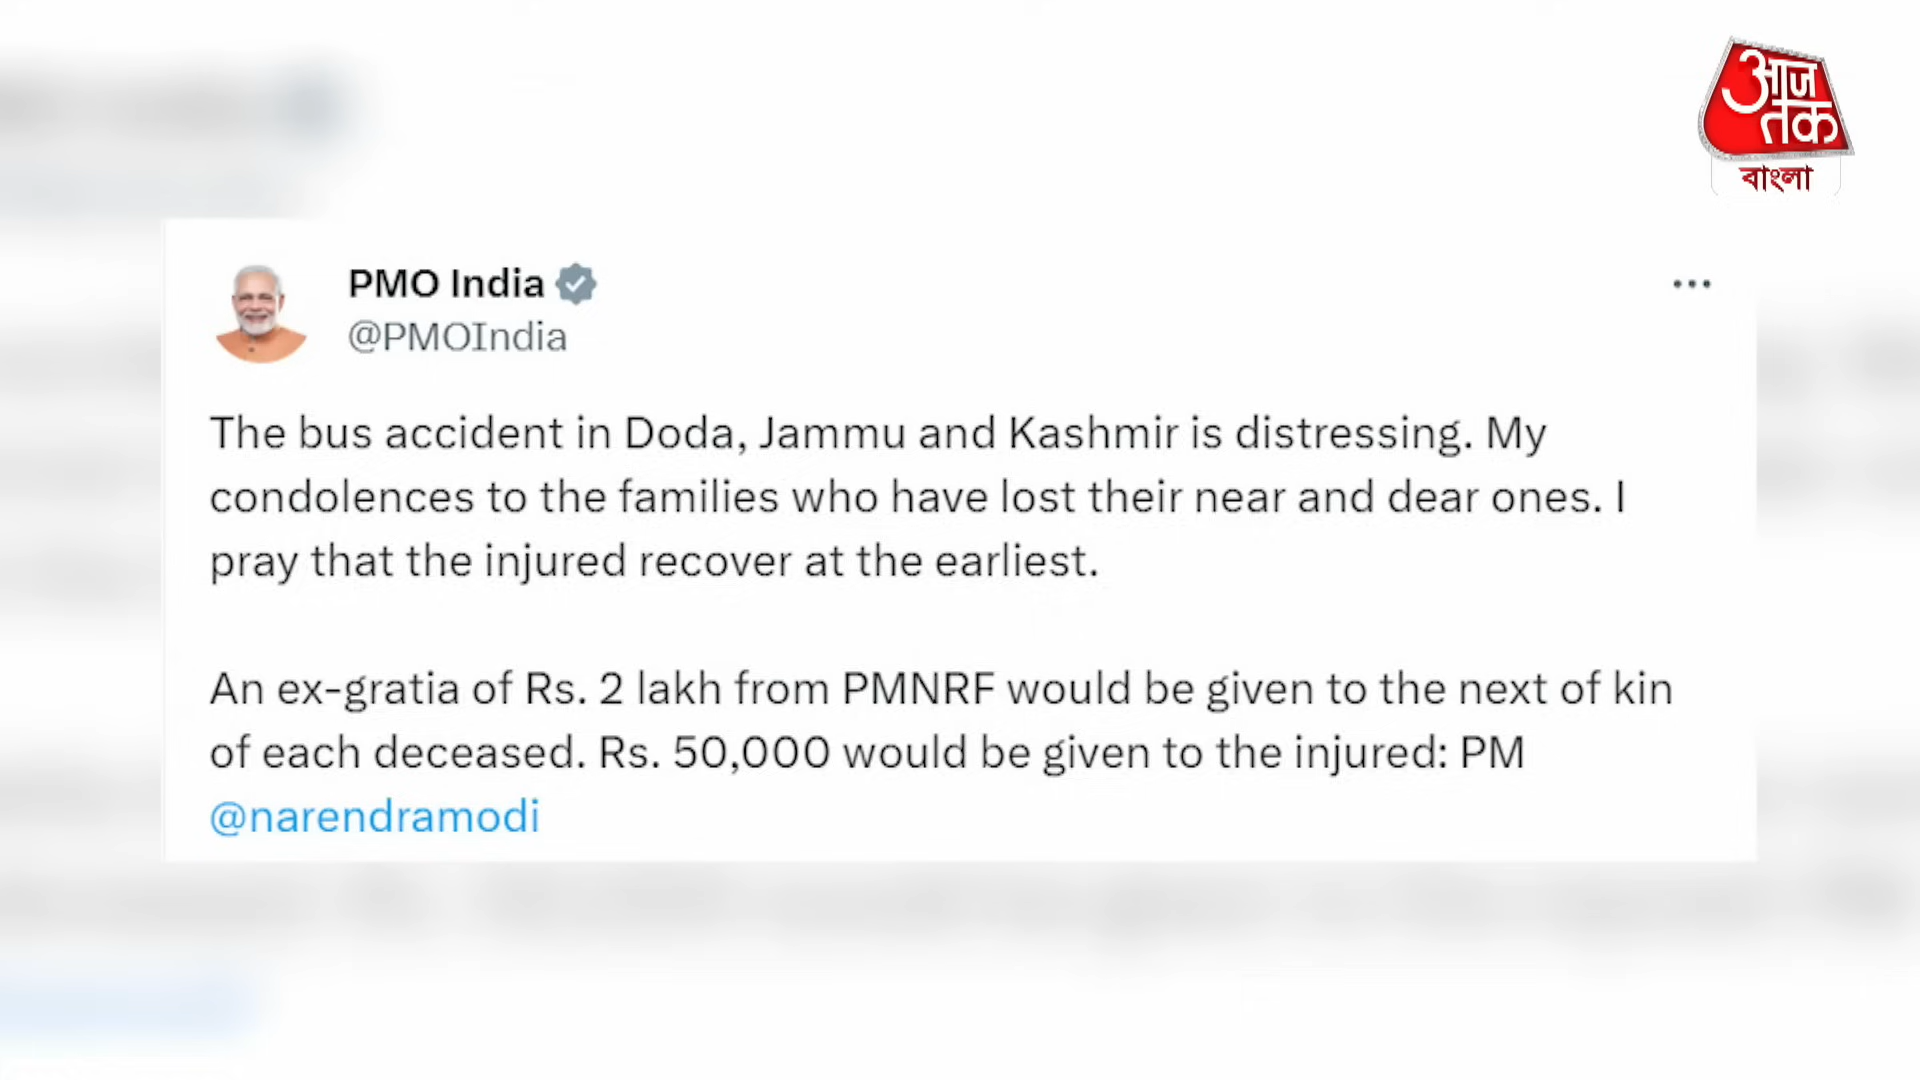 आज
तक
বাংলা
PMO India
@PMOIndia
The bus accident in Doda, Jammu and Kashmir is distressing. My
condolences to the families who have lost their near and dear ones. I
pray that the injured recover at the earliest.
An ex-gratia of Rs. 2 lakh from PMNRF would be given to the next of kin
of each deceased. Rs. 50,000 would be given to the injured: PM
@narendramodi